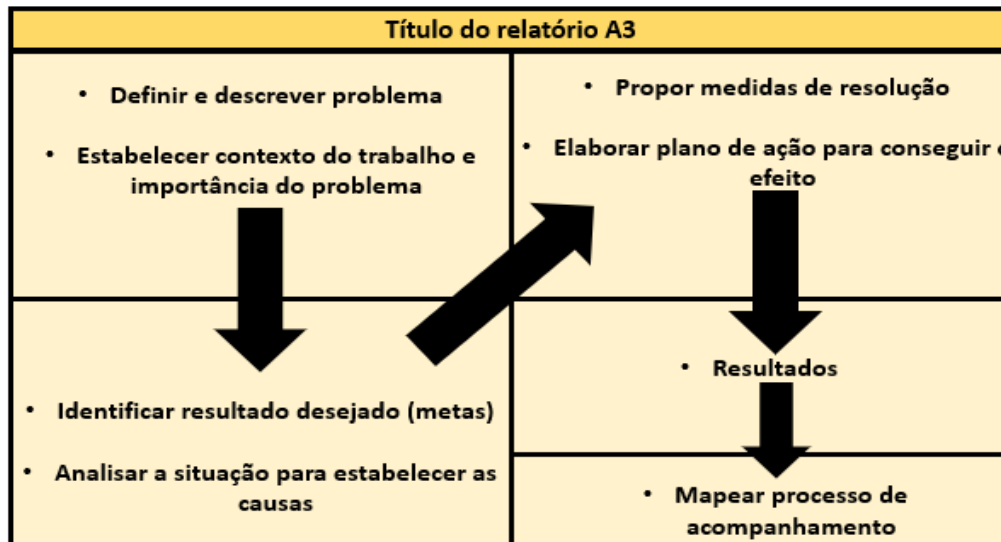 Título do relatório A3
• Definir e descrever problema
• Estabelecer contexto do trabalho e
importância do problema
• Identificar resultado desejado (metas)
• Analisar a situação para estabelecer as
causas
• Propor medidas de resolução
• Elaborar plano de ação para conseguir
efeito
• Resultados
• Mapear processo de
acompanhamento